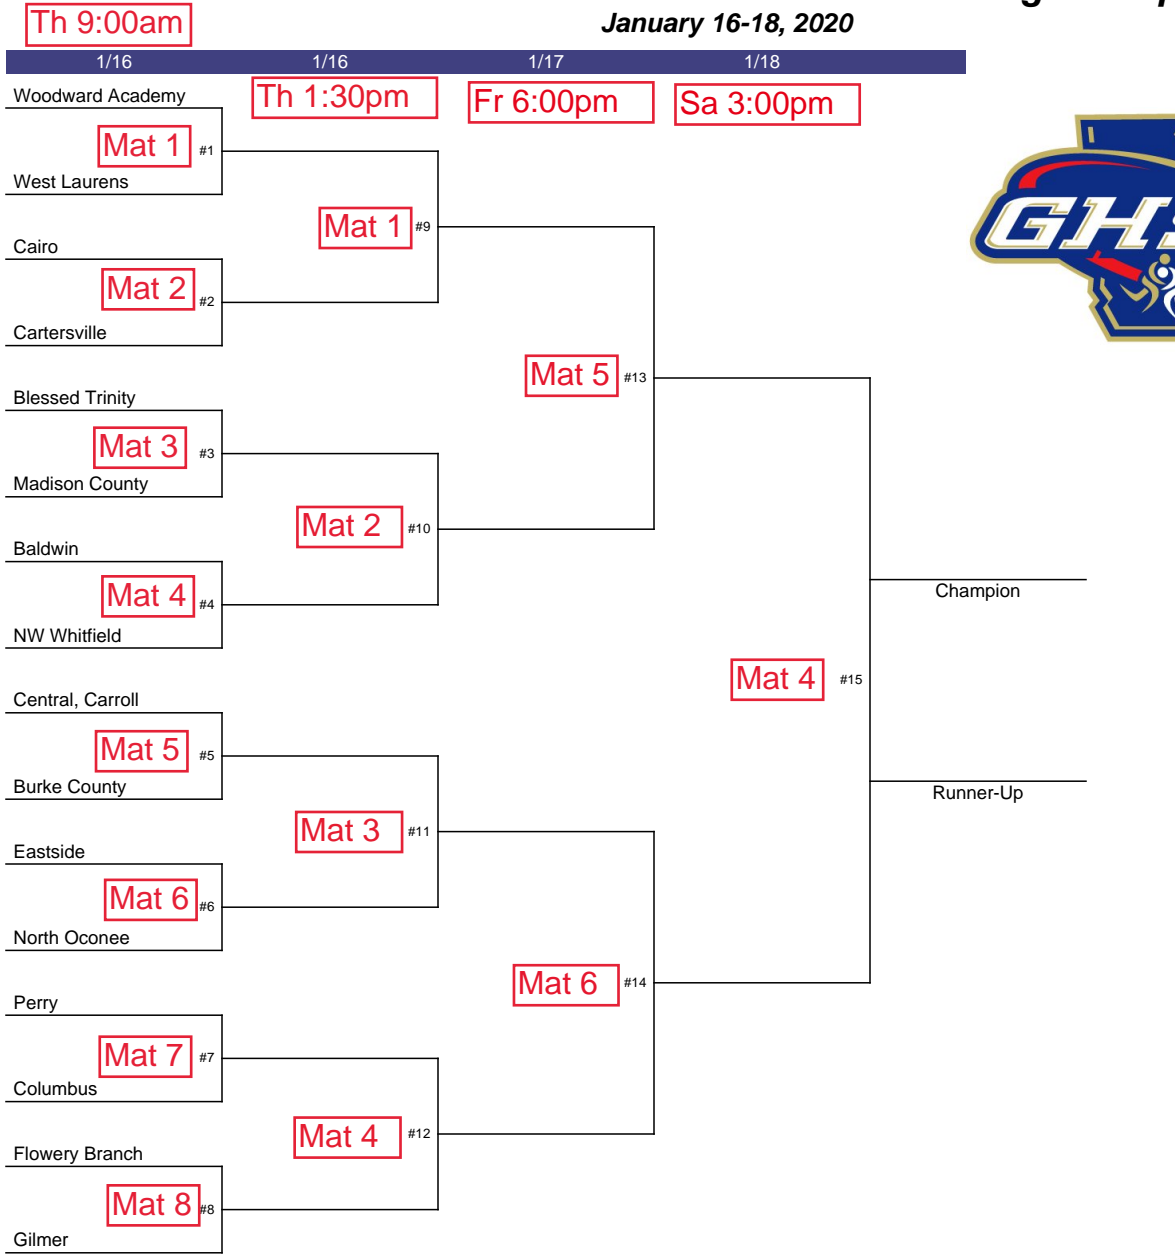 Th 9:00am
January 16-18, 2020
1/16 1/16 1/17 1/18
Th 1:30pm Fr 6:00pm Sa 3:00pm
Woodward Academy
Mat 1 #1
West Laurens
Mat 1 #9
Cairo
Mat 2 #2
Cartersville
Mat 5 #13
Blessed Trinity
Mat 3 #3
Madison County
Mat 2 #10
Baldwin
Mat 4 #4
NW Whitfield
Champion
Mat 4 #15
Central, Carroll
Mat 5 #5
Burke County
Runner-Up
Mat 3 #11
Eastside
Mat 6 #6
North Oconee
Mat 6 #14
Perry
Mat 7 #7
Columbus
Mat 4 #12
Flowery Branch
Mat 8 #8
Gilmer